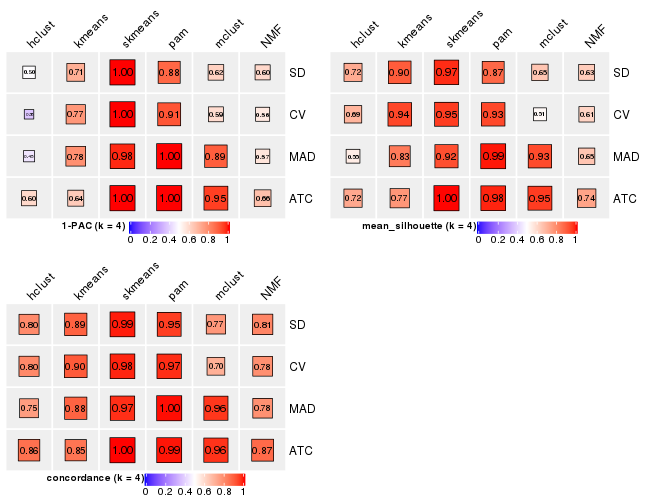 hclust kmeans skmeans pam mclust NMF
0.50 0.71 1.00 0.88 0.62 0.60 SD
0.77 1.00 0.91 0.59 0.56 CV
0.78 0.98 1.00 0.89 0.57 MAD
0.60 0.64 1.00 1.00 0.95 0.66 ATC
1-PAC (k = 4)
0 0.2 0.4 0.6 0.8 1
hclust kmeans skmeans pam mclust NMF
0.72 0.90 0.97 0.87 0.65 0.63 SD
0.69 0.94 0.95 0.93 0.51 0.61 CV
0.55 0.83 0.92 0.99 0.93 0.65 MAD
0.72 0.77 1.00 0.98 0.95 0.74 ATC
mean_silhouette (k = 4)
0 0.2 0.4 0.6 0.8 1
hclust kmeans skmeans pam mclust NMF
0.80 0.89 0.99 0.95 0.77 0.81 SD
0.80 0.90 0.98 0.97 0.70 0.78 CV
0.75 0.88 0.97 1.00 0.96 0.78 MAD
0.86 0.85 1.00 0.99 0.96 0.87 ATC
concordance (k = 4)
0 0.2 0.4 0.6 0.8 1